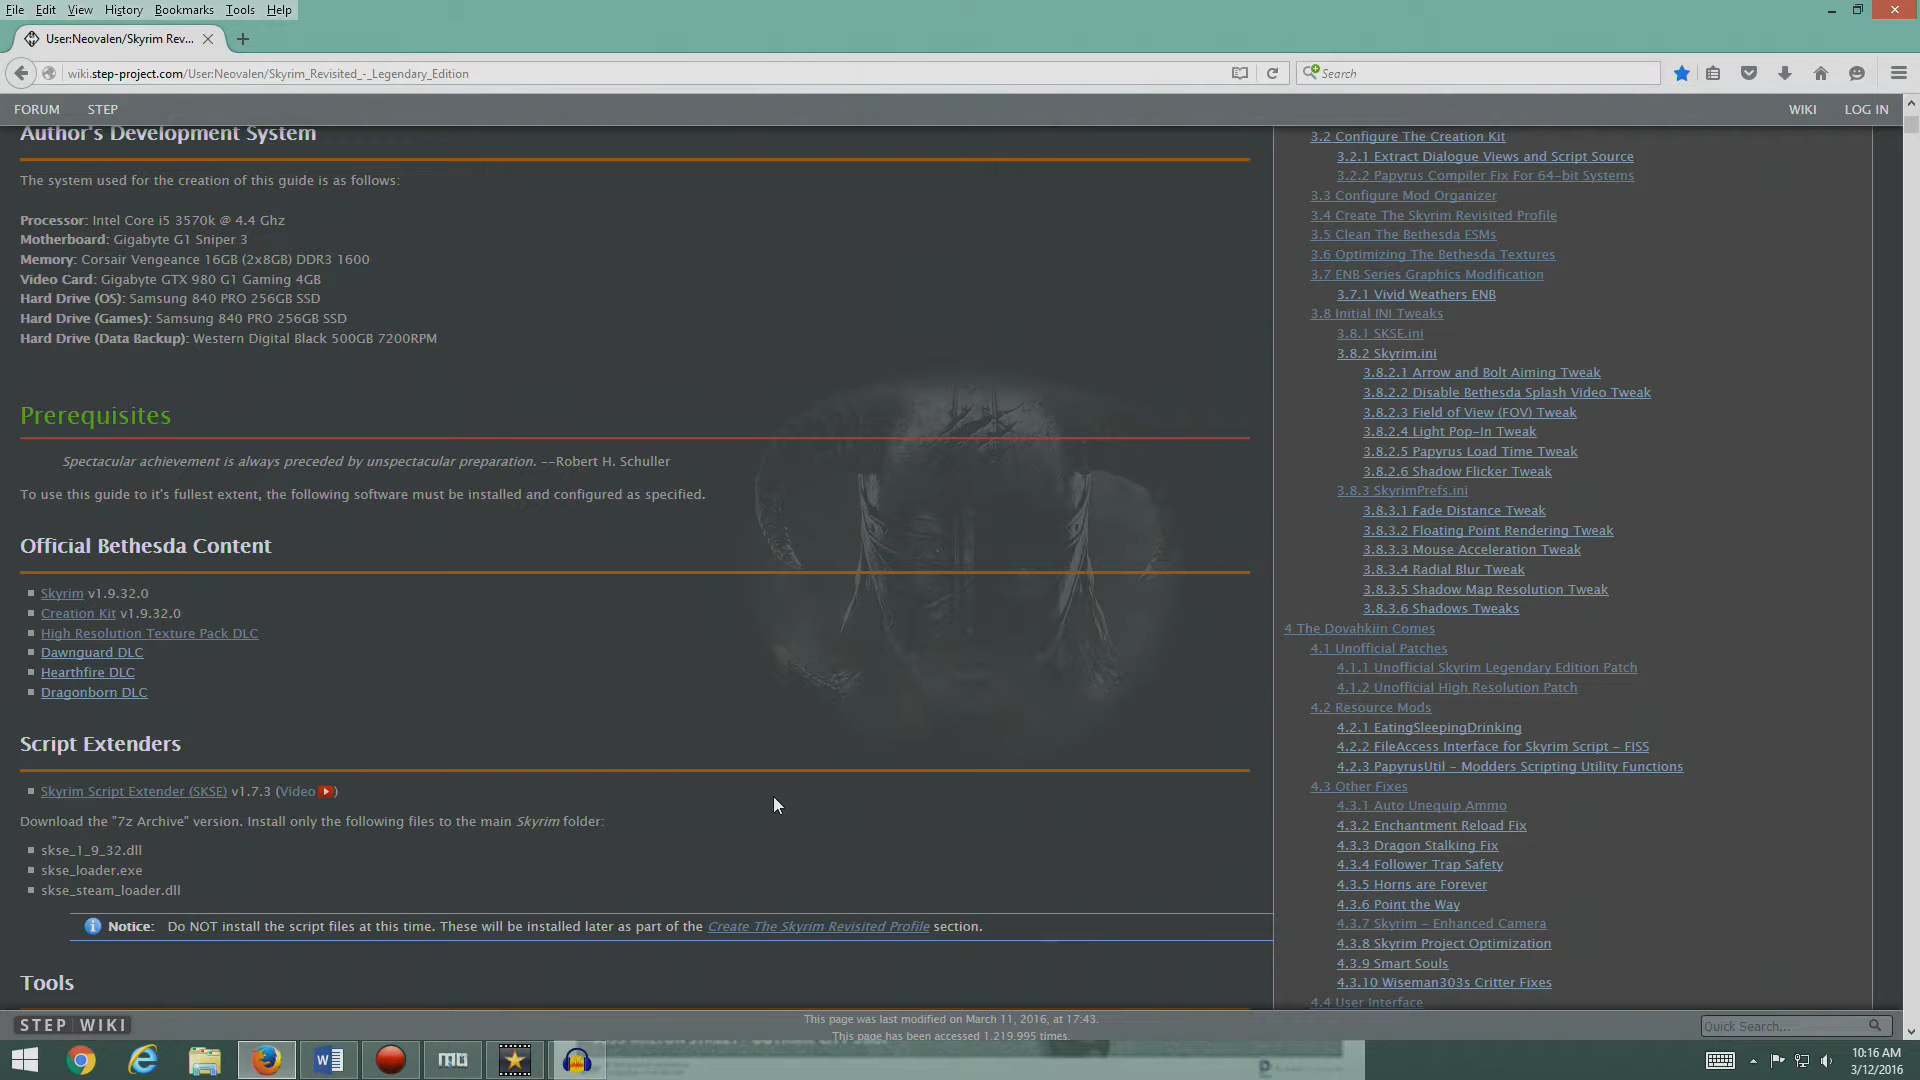 File Edit View History Bookmarks Tools Help
User:Neovalen/Skyrim Rev...
wiki.step-project.com/User:Neovalen/Skyrim_Revisited_-_Legendary_Edition
Search
FORUM STEP WIKI LOG IN
Author's Development System
The system used for the creation of this guide is as follows:
Processor: Intel Core i5 3570k @ 4.4 Ghz
Motherboard: Gigabyte G1 Sniper 3
Memory: Corsair Vengeance 16GB (2x8GB) DDR3 1600
Video Card: Gigabyte GTX 980 G1 Gaming 4GB
Hard Drive (OS): Samsung 840 PRO 256GB SSD
Hard Drive (Games): Samsung 840 PRO 256GB SSD
Hard Drive (Data Backup): Western Digital Black 500GB 7200RPM
Prerequisites
Spectacular achievement is always preceded by unspectacular preparation. --Robert H. Schuller
To use this guide to it's fullest extent, the following software must be installed and configured as specified.
Official Bethesda Content
Skyrim v1.9.32.0
Creation Kit v1.9.32.0
High Resolution Texture Pack DLC
Dawnguard DLC
Hearthfire DLC
Dragonborn DLC
Script Extenders
Skyrim Script Extender (SKSE) v1.7.3 (Video )
Download the "7z Archive" version. Install only the following files to the main Skyrim folder:
skse_1_9_32.dll
skse_loader.exe
skse_steam_loader.dll
Notice: Do NOT install the script files at this time. These will be installed later as part of the Create The Skyrim Revisited Profile section.
Tools
3.2 Configure The Creation Kit
3.2.1 Extract Dialogue Views and Script Source
3.2.2 Papyrus Compiler Fix For 64-bit Systems
3.3 Configure Mod Organizer
3.4 Create The Skyrim Revisited Profile
3.5 Clean The Bethesda ESMs
3.6 Optimizing The Bethesda Textures
3.7 ENB Series Graphics Modification
3.7.1 Vivid Weathers ENB
3.8 Initial INI Tweaks
3.8.1 SKSE.ini
3.8.2 Skyrim.ini
3.8.2.1 Arrow and Bolt Aiming Tweak
3.8.2.2 Disable Bethesda Splash Video Tweak
3.8.2.3 Field of View (FOV) Tweak
3.8.2.4 Light Pop-In Tweak
3.8.2.5 Papyrus Load Time Tweak
3.8.2.6 Shadow Flicker Tweak
3.8.3 SkyrimPrefs.ini
3.8.3.1 Fade Distance Tweak
3.8.3.2 Floating Point Rendering Tweak
3.8.3.3 Mouse Acceleration Tweak
3.8.3.4 Radial Blur Tweak
3.8.3.5 Shadow Map Resolution Tweak
3.8.3.6 Shadows Tweaks
4 The Dovahkiin Comes
4.1 Unofficial Patches
4.1.1 Unofficial Skyrim Legendary Edition Patch
4.1.2 Unofficial High Resolution Patch
4.2 Resource Mods
4.2.1 EatingSleepingDrinking
4.2.2 FileAccess Interface for Skyrim Script - FISS
4.2.3 PapyrusUtil - Modders Scripting Utility Functions
4.3 Other Fixes
4.3.1 Auto Unequip Ammo
4.3.2 Enchantment Reload Fix
4.3.3 Dragon Stalking Fix
4.3.4 Follower Trap Safety
4.3.5 Horns are Forever
4.3.6 Point the Way
4.3.7 Skyrim - Enhanced Camera
4.3.8 Skyrim Project Optimization
4.3.9 Smart Souls
4.3.10 Wiseman303s Critter Fixes
4.4 User Interface
STEP WIKI
This page was last modified on March 11, 2016, at 17:43.
This page has been accessed 1,219,995 times.
Quick Search...
10:16 AM
3/12/2016